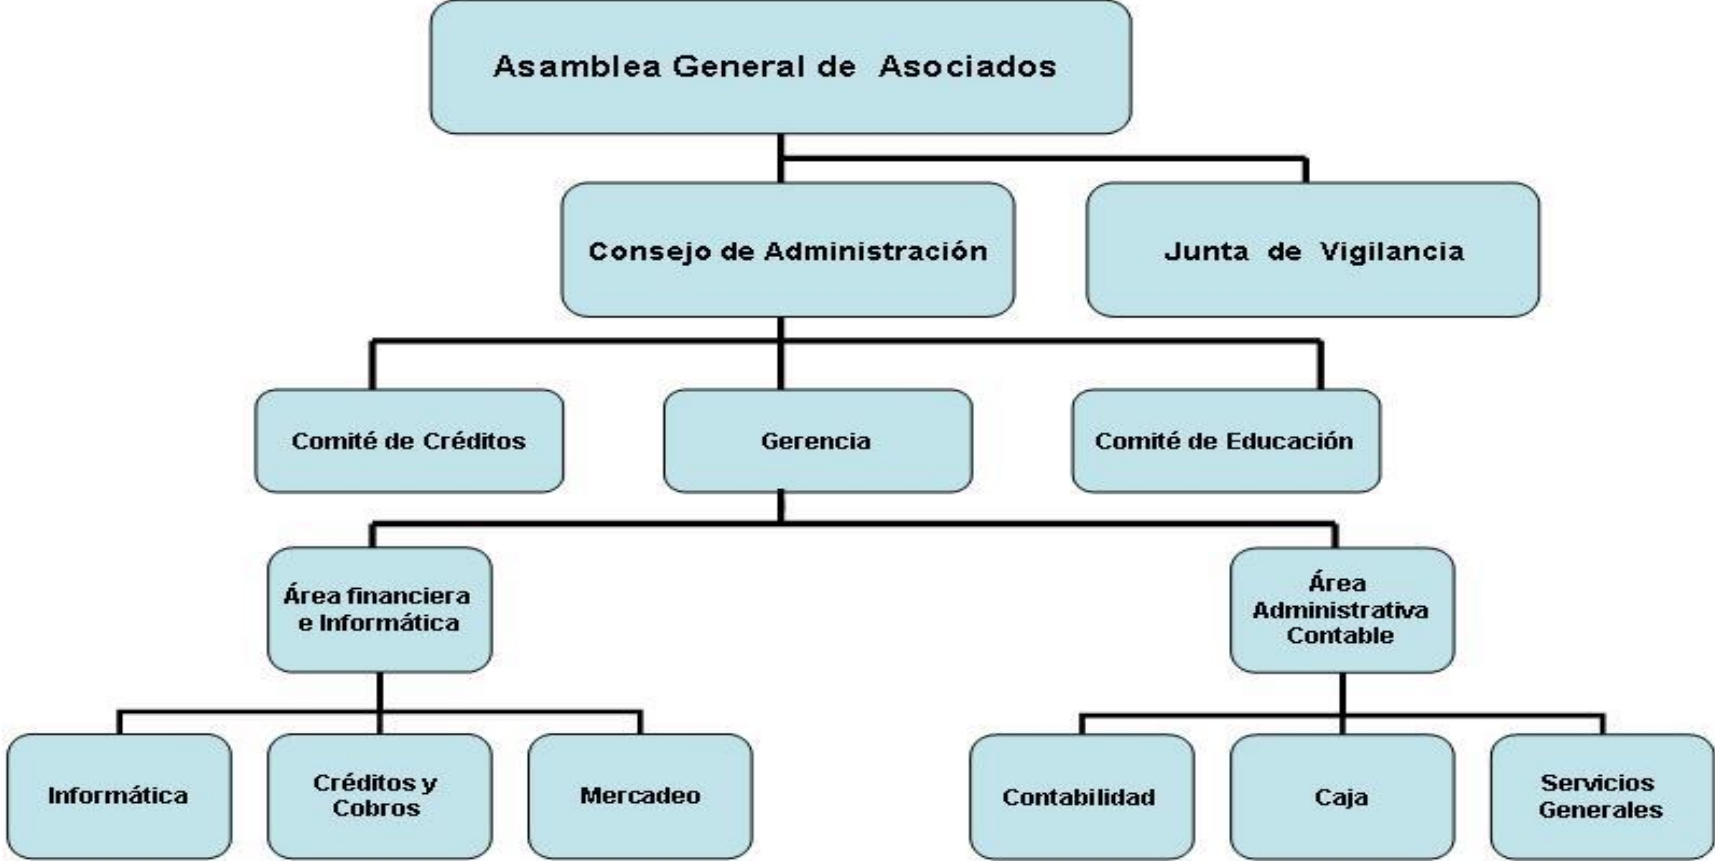 Asamblea General de Asociados
Consejo de Administración
Junta de Vigilancia
Comité de Créditos
Gerencia
Comité de Educación
Área financiera
e Informática
Área
Administrativa
Contable
Informática
Créditos y
Cobros
Mercadeo
Contabilidad
Caja
Servicios
Generales